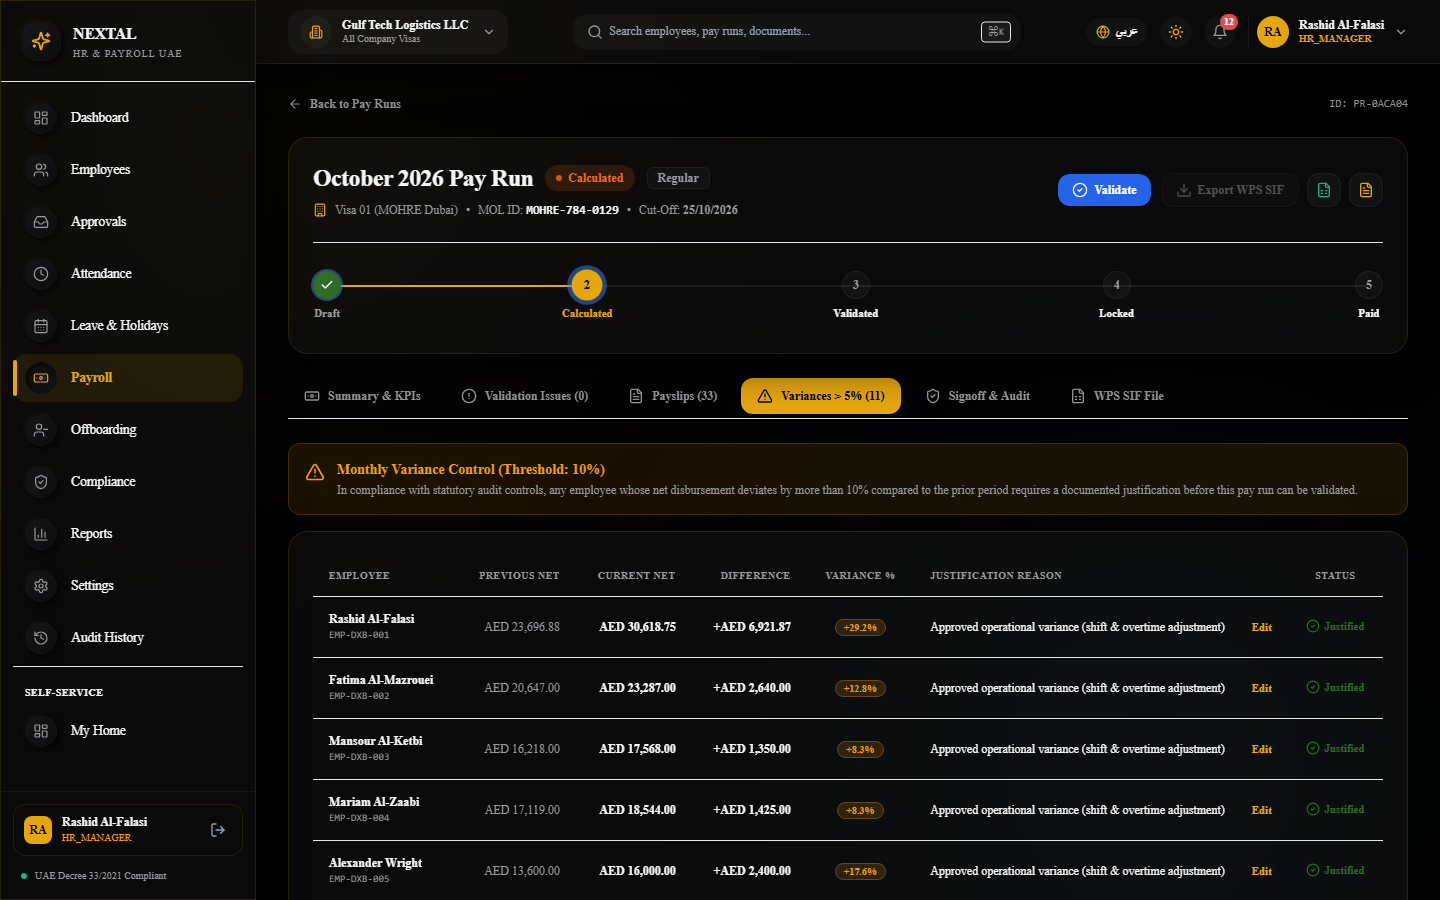 NEXTAL
HR & PAYROLL UAE
Gulf Tech Logistics LLC
All Company Visas
Search employees, pay runs, documents...
⌘K
عربي
12
RA
Rashid Al-Falasi
HR_MANAGER
Dashboard
Employees
Approvals
Attendance
Leave & Holidays
Payroll
Offboarding
Compliance
Reports
Settings
Audit History
SELF-SERVICE
My Home
RA
Rashid Al-Falasi
HR_MANAGER
UAE Decree 33/2021 Compliant
Back to Pay Runs
ID: PR-0ACA04
October 2026 Pay Run
Calculated
Regular
Visa 01 (MOHRE Dubai) • MOL ID: MOHRE-784-0129 • Cut-Off: 25/10/2026
Validate
Export WPS SIF
2
3
4
5
Draft
Calculated
Validated
Locked
Paid
Summary & KPIs
Validation Issues (0)
Payslips (33)
Variances > 5% (11)
Signoff & Audit
WPS SIF File
Monthly Variance Control (Threshold: 10%)
In compliance with statutory audit controls, any employee whose net disbursement deviates by more than 10% compared to the prior period requires a documented justification before this pay run can be validated.
EMPLOYEE PREVIOUS NET CURRENT NET DIFFERENCE VARIANCE % JUSTIFICATION REASON STATUS
Rashid Al-Falasi
EMP-DXB-001
AED 23,696.88 AED 30,618.75 +AED 6,921.87 +29.2% Approved operational variance (shift & overtime adjustment) Edit Justified
Fatima Al-Mazrouei
EMP-DXB-002
AED 20,647.00 AED 23,287.00 +AED 2,640.00 +12.8% Approved operational variance (shift & overtime adjustment) Edit Justified
Mansour Al-Ketbi
EMP-DXB-003
AED 16,218.00 AED 17,568.00 +AED 1,350.00 +8.3% Approved operational variance (shift & overtime adjustment) Edit Justified
Mariam Al-Zaabi
EMP-DXB-004
AED 17,119.00 AED 18,544.00 +AED 1,425.00 +8.3% Approved operational variance (shift & overtime adjustment) Edit Justified
Alexander Wright
EMP-DXB-005
AED 13,600.00 AED 16,000.00 +AED 2,400.00 +17.6% Approved operational variance (shift & overtime adjustment) Edit Justified